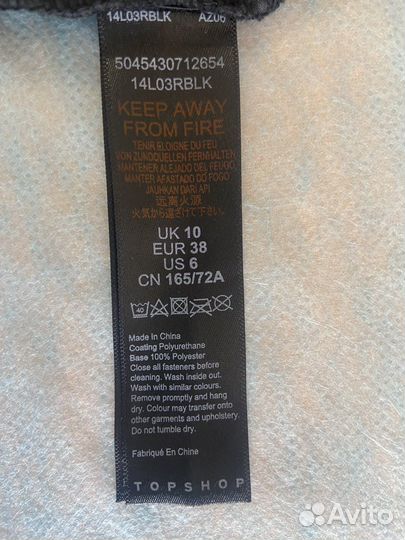 14L03RBLK AZ06
5045430712654
14L03RBLK
KEEP AWAY
FROM FIRE
TENIR ELOIGNE DU FEU
VON ZUNDQUELLEN FERNHALTEN
MANTENER ALEJADO DEL FEUGO,
MANTER AFASTADO DO FOGO
JAUHKAN DARI API
远离火源
火気から遠ざけて下さい
UK 10
EUR 38
US 6
CN 165/72A
40
Made In China
Coating Polyurethane
Base 100% Polyester
Close all fasteners before
cleaning. Wash inside out.
Wash with similar colours.
Remove promptly and hang
dry. Colour may transfer onto
other garments and upholstery.
Do not tumble dry.
Fabriqué En Chine
TOPSHOP
Avito